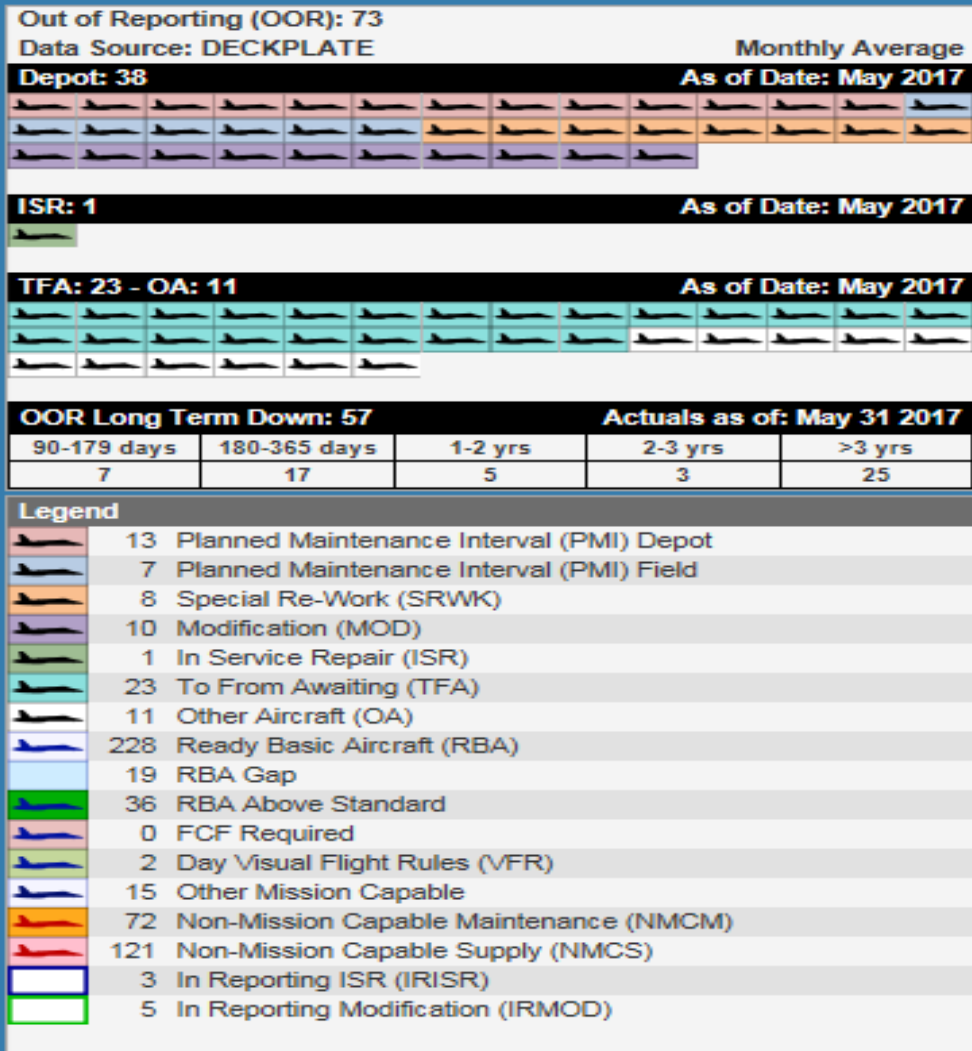 Out of Reporting (OOR): 73
Data Source: DECKPLATE Monthly Average
Depot: 38 As of Date: May 2017
ISR: 1 As of Date: May 2017
TFA: 23 - OA: 11 As of Date: May 2017
OOR Long Term Down: 57 Actuals as of: May 31 2017
90-179 days 180-365 days 1-2 yrs 2-3 yrs >3 yrs
7 17 5 3 25
Legend
13 Planned Maintenance Interval (PMI) Depot
7 Planned Maintenance Interval (PMI) Field
8 Special Re-Work (SRWK)
10 Modification (MOD)
1 In Service Repair (ISR)
23 To From Awaiting (TFA)
11 Other Aircraft (OA)
228 Ready Basic Aircraft (RBA)
19 RBA Gap
36 RBA Above Standard
0 FCF Required
2 Day Visual Flight Rules (VFR)
15 Other Mission Capable
72 Non-Mission Capable Maintenance (NMCM)
121 Non-Mission Capable Supply (NMCS)
3 In Reporting ISR (IRISR)
5 In Reporting Modification (IRMOD)